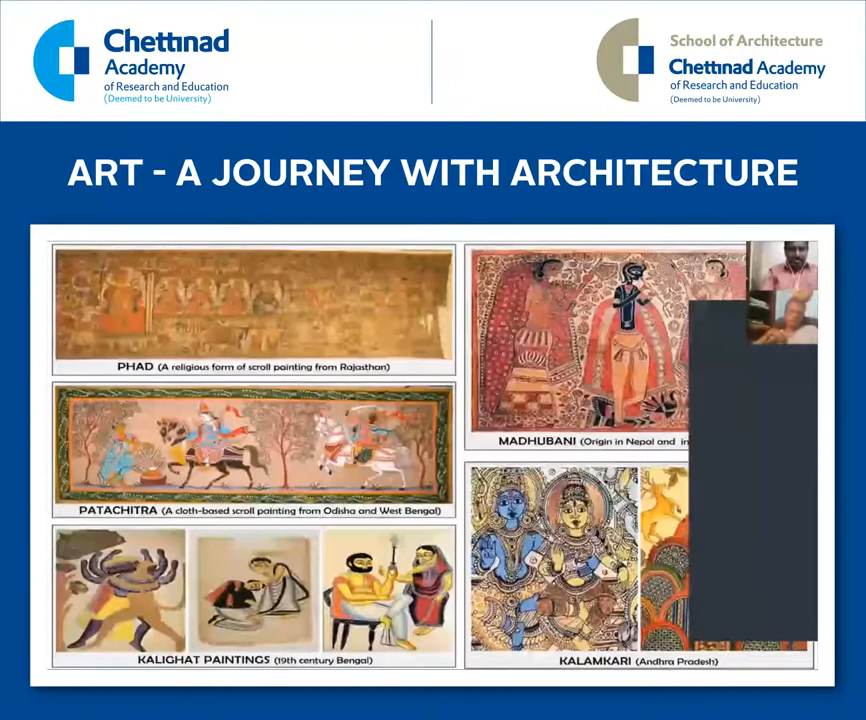 Chettinad
Academy
of Research and Education
(Deemed to be University)
School of Architecture
Chettinad Academy
of Research and Education
(Deemed to be University)
ART - A JOURNEY WITH ARCHITECTURE
PHAD (A religious form of scroll painting from Rajasthan)
PATACHITRA (A cloth-based scroll painting from Odisha and West Bengal)
KALIGHAT PAINTINGS (19th century Bengal)
MADHUBANI (Origin in Nepal and in
KALAMKARI (Andhra Pradesh)